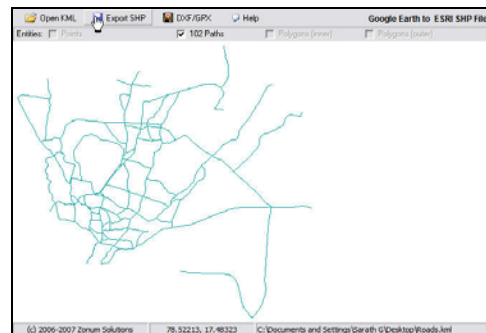 Open KML Export SHP DXF/GPX Help Google Earth to ESRI SHP File
Entities: Points 102 Paths Polygons (inner) Polygons (outer)
(c) 2006-2007 Zonum Solutions 78.52213, 17.48323 C:\Documents and Settings\Sarath G\Desktop\Roads.kml